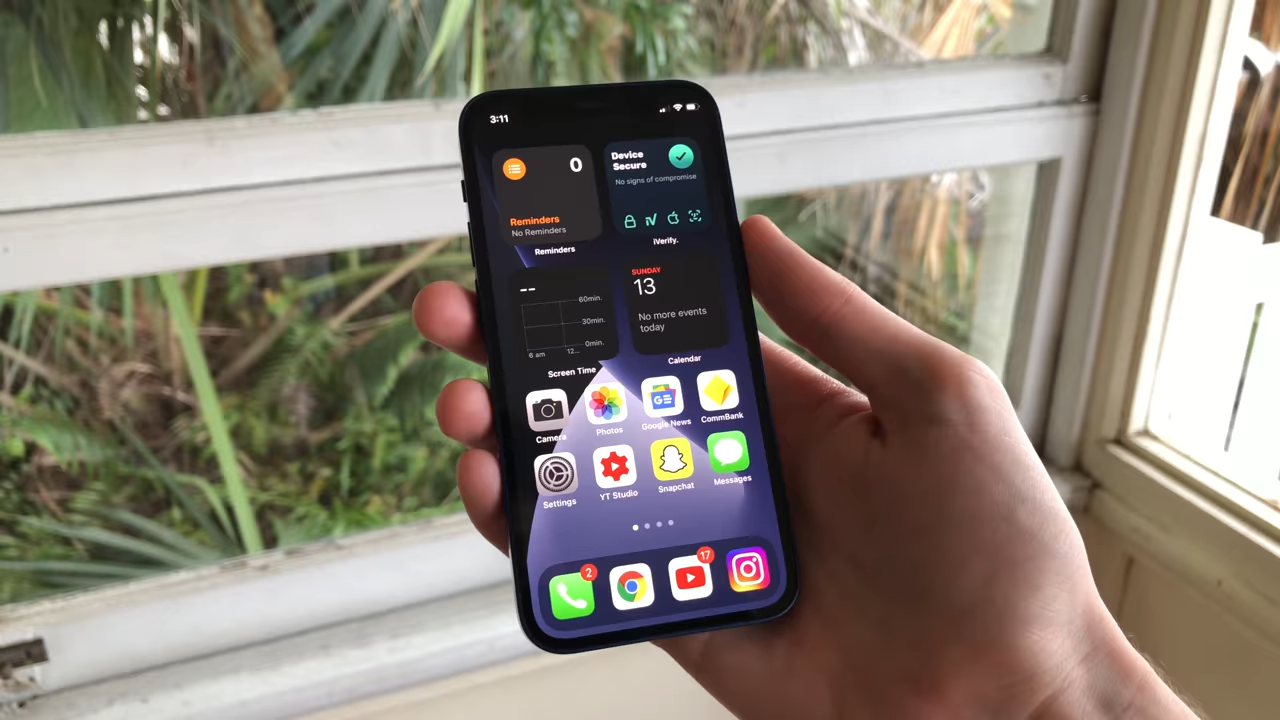 3:11
0
Reminders
No Reminders
Reminders
Device
Secure
No signs of compromise
iVerify.
--
60min.
30min.
0min.
6 am
12...
Screen Time
SUNDAY
13
No more events
today
Calendar
Camera
Photos
Google News
CommBank
Settings
YT Studio
Snapchat
Messages
2
17